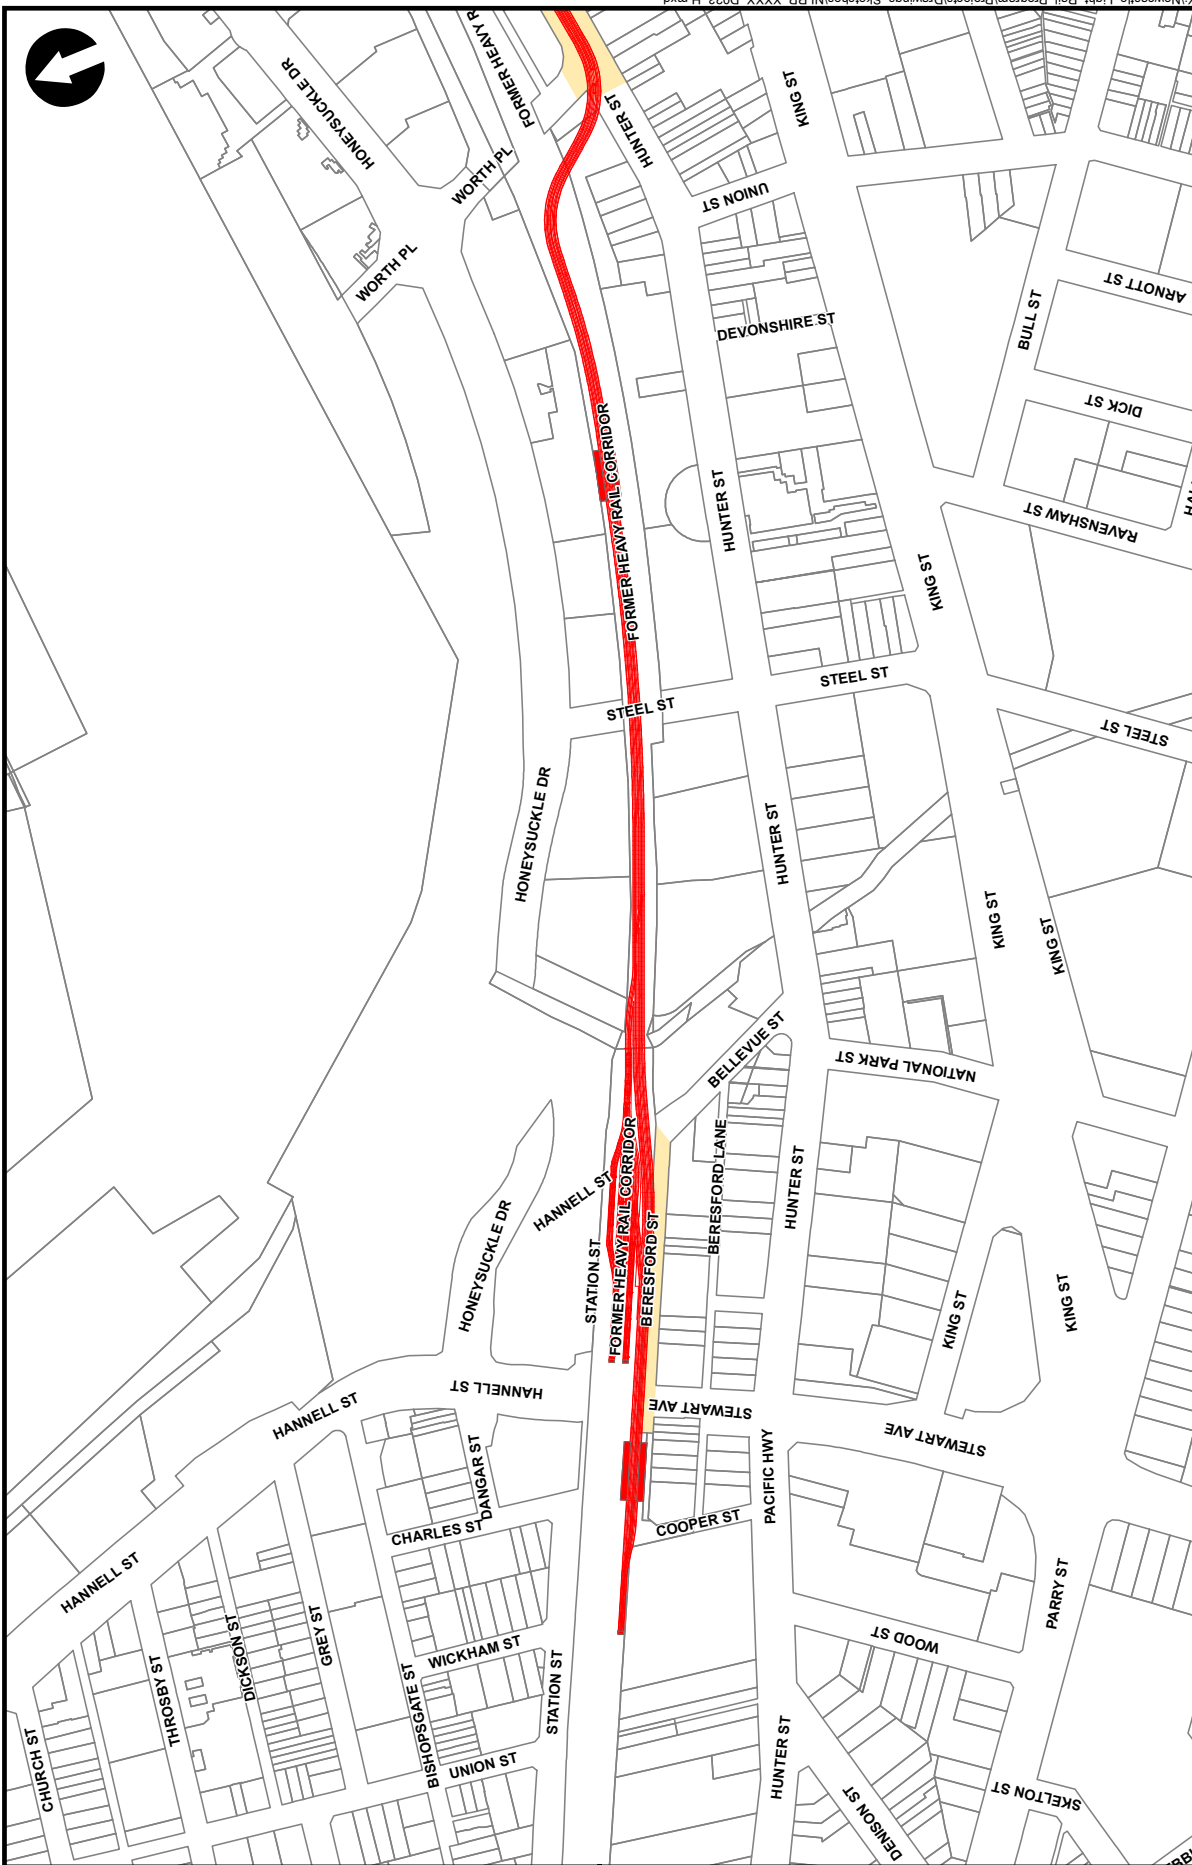 HONEYSUCKLE DR
FORMER HEAVY R
HUNTER ST
KING ST
WORTH PL
UNION ST
WORTH PL
ARNOTT ST
BULL ST
DEVONSHIRE ST
DICK ST
FORMER HEAVY RAIL CORRIDOR
HUNTER ST
RAVENSHAW ST
KING ST
STEEL ST
STEEL ST
STEEL ST
HONEYSUCKLE DR
HUNTER ST
KING ST
KING ST
BELLEVUE ST
NATIONAL PARK ST
HANNELL ST
FORMER HEAVY RAIL CORRIDOR
BERESFORD LANE
HUNTER ST
HONEYSUCKLE DR
STATION ST
BERESFORD ST
KING ST
KING ST
HANNELL ST
HANNELL ST
STEWART AVE
STEWART AVE
DANGAR ST
PACIFIC HWY
CHARLES ST
COOPER ST
HANNELL ST
PARRY ST
DICKSON ST
GREY ST
WICKHAM ST
WOOD ST
THROSBY ST
BISHOPSGATE ST
STATION ST
UNION ST
HUNTER ST
CHURCH ST
DENISON ST
SKELTON ST